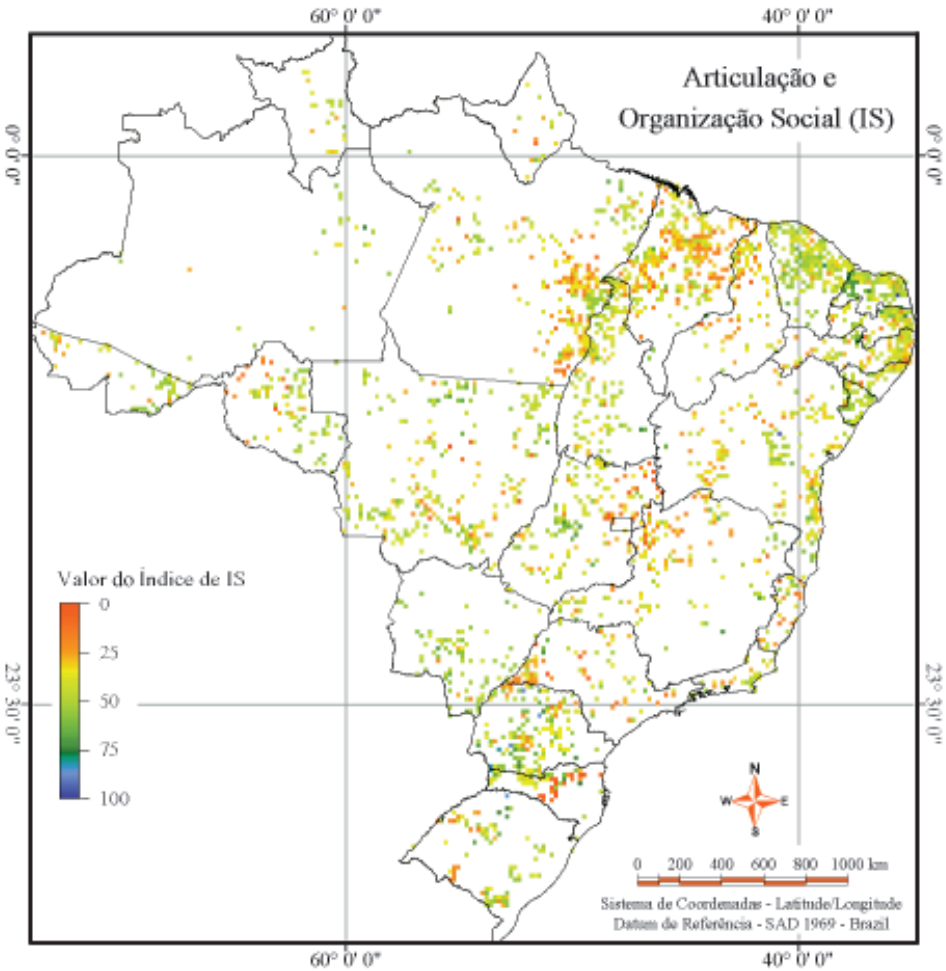 60° 0' 0"
40° 0' 0"
Articulação e
Organização Social (IS)
0° 0' 0"
0° 0' 0"
Valor do Índice de IS
0
25
50
75
100
23° 30' 0"
23° 30' 0"
N
W
E
S
0 200 400 600 800 1000 km
Sistema de Coordenadas - Latitude/Longitude
Datum de Referência - SAD 1969 - Brazil
60° 0' 0"
40° 0' 0"